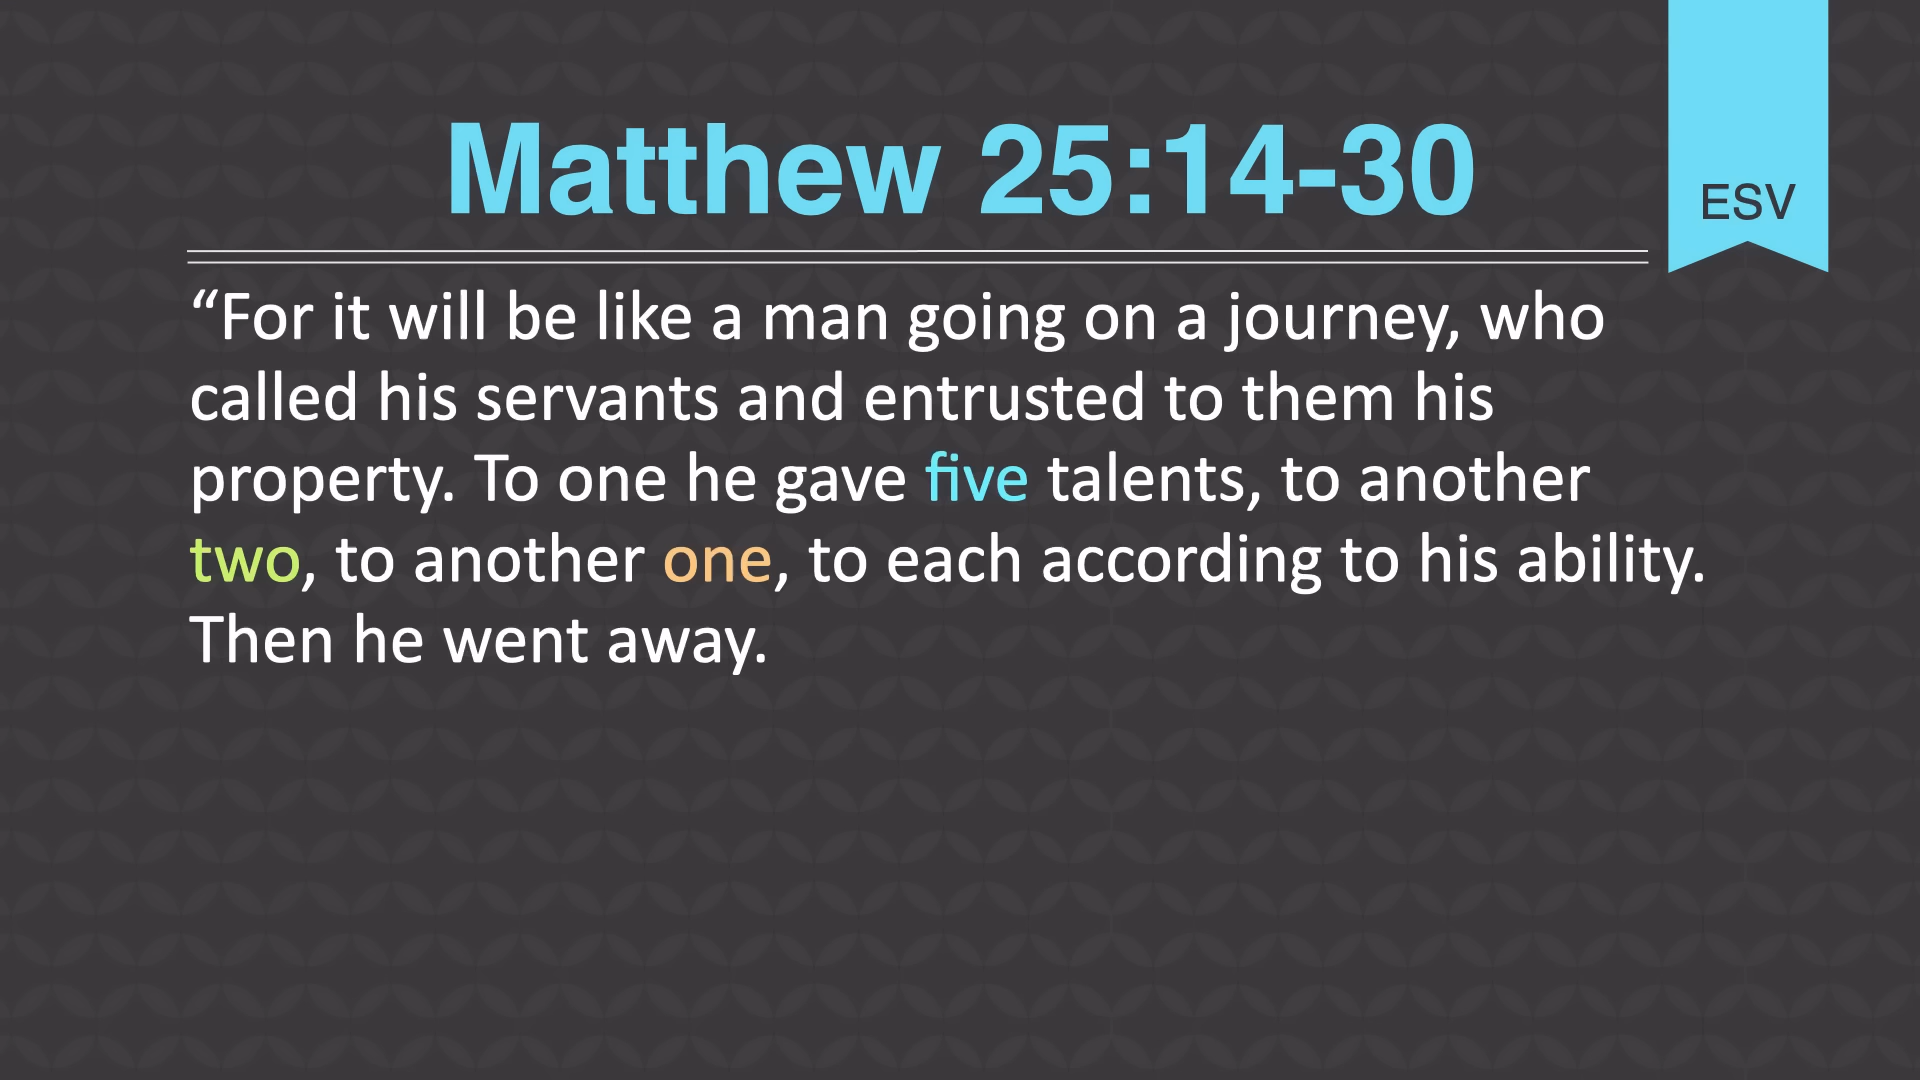 Matthew 25:14-30
ESV
“For it will be like a man going on a journey, who
called his servants and entrusted to them his
property. To one he gave five talents, to another
two, to another one, to each according to his ability.
Then he went away.